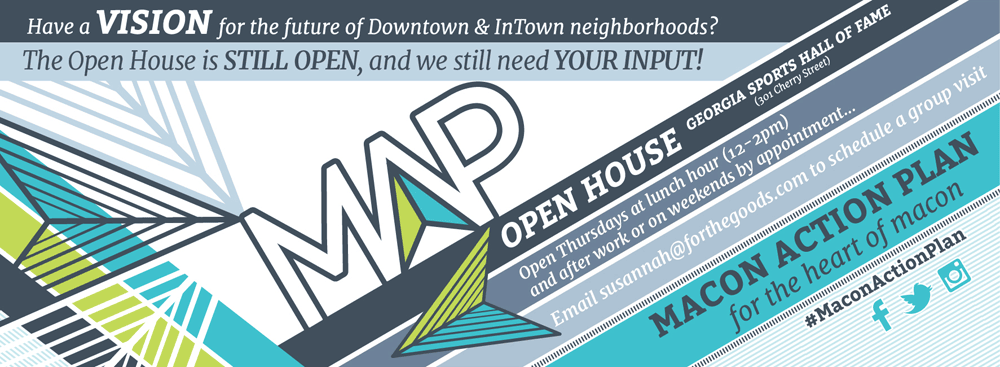 Have a VISION for the future of Downtown & InTown neighborhoods?
The Open House is STILL OPEN, and we still need YOUR INPUT!
MAP
OPEN HOUSE GEORGIA SPORTS HALL OF FAME
(301 Cherry Street)
Open Thursdays at lunch hour (12-2pm)
and after work or on weekends by appointment...
Email susannah@forthegoods.com to schedule a group visit
MACON ACTION PLAN
for the heart of macon
#MaconActionPlan